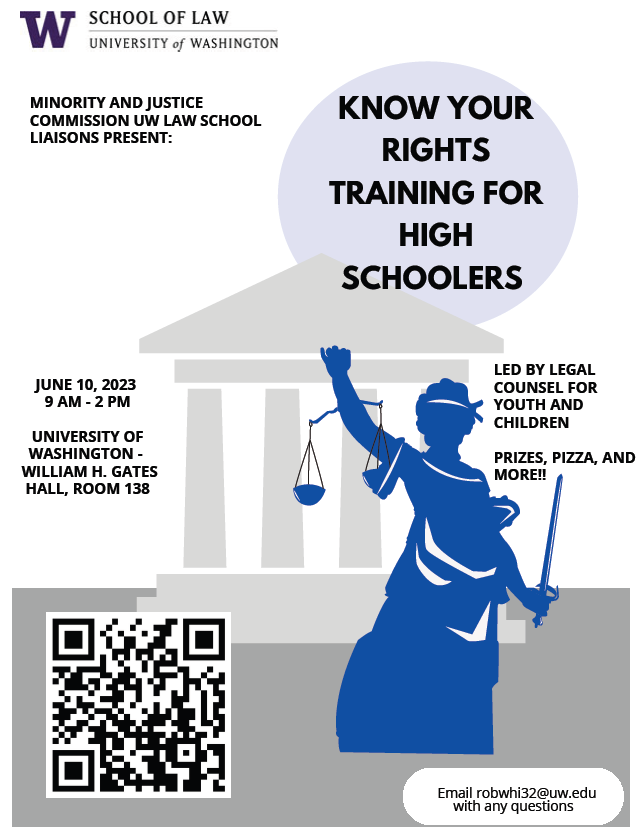 W
SCHOOL OF LAW
UNIVERSITY of WASHINGTON
MINORITY AND JUSTICE
COMMISSION UW LAW SCHOOL
LIAISONS PRESENT:
KNOW YOUR
RIGHTS
TRAINING FOR
HIGH
SCHOOLERS
JUNE 10, 2023
9 AM - 2 PM
UNIVERSITY OF
WASHINGTON -
WILLIAM H. GATES
HALL, ROOM 138
LED BY LEGAL
COUNSEL FOR
YOUTH AND
CHILDREN
PRIZES, PIZZA, AND
MORE!!
Email robwhi32@uw.edu
with any questions